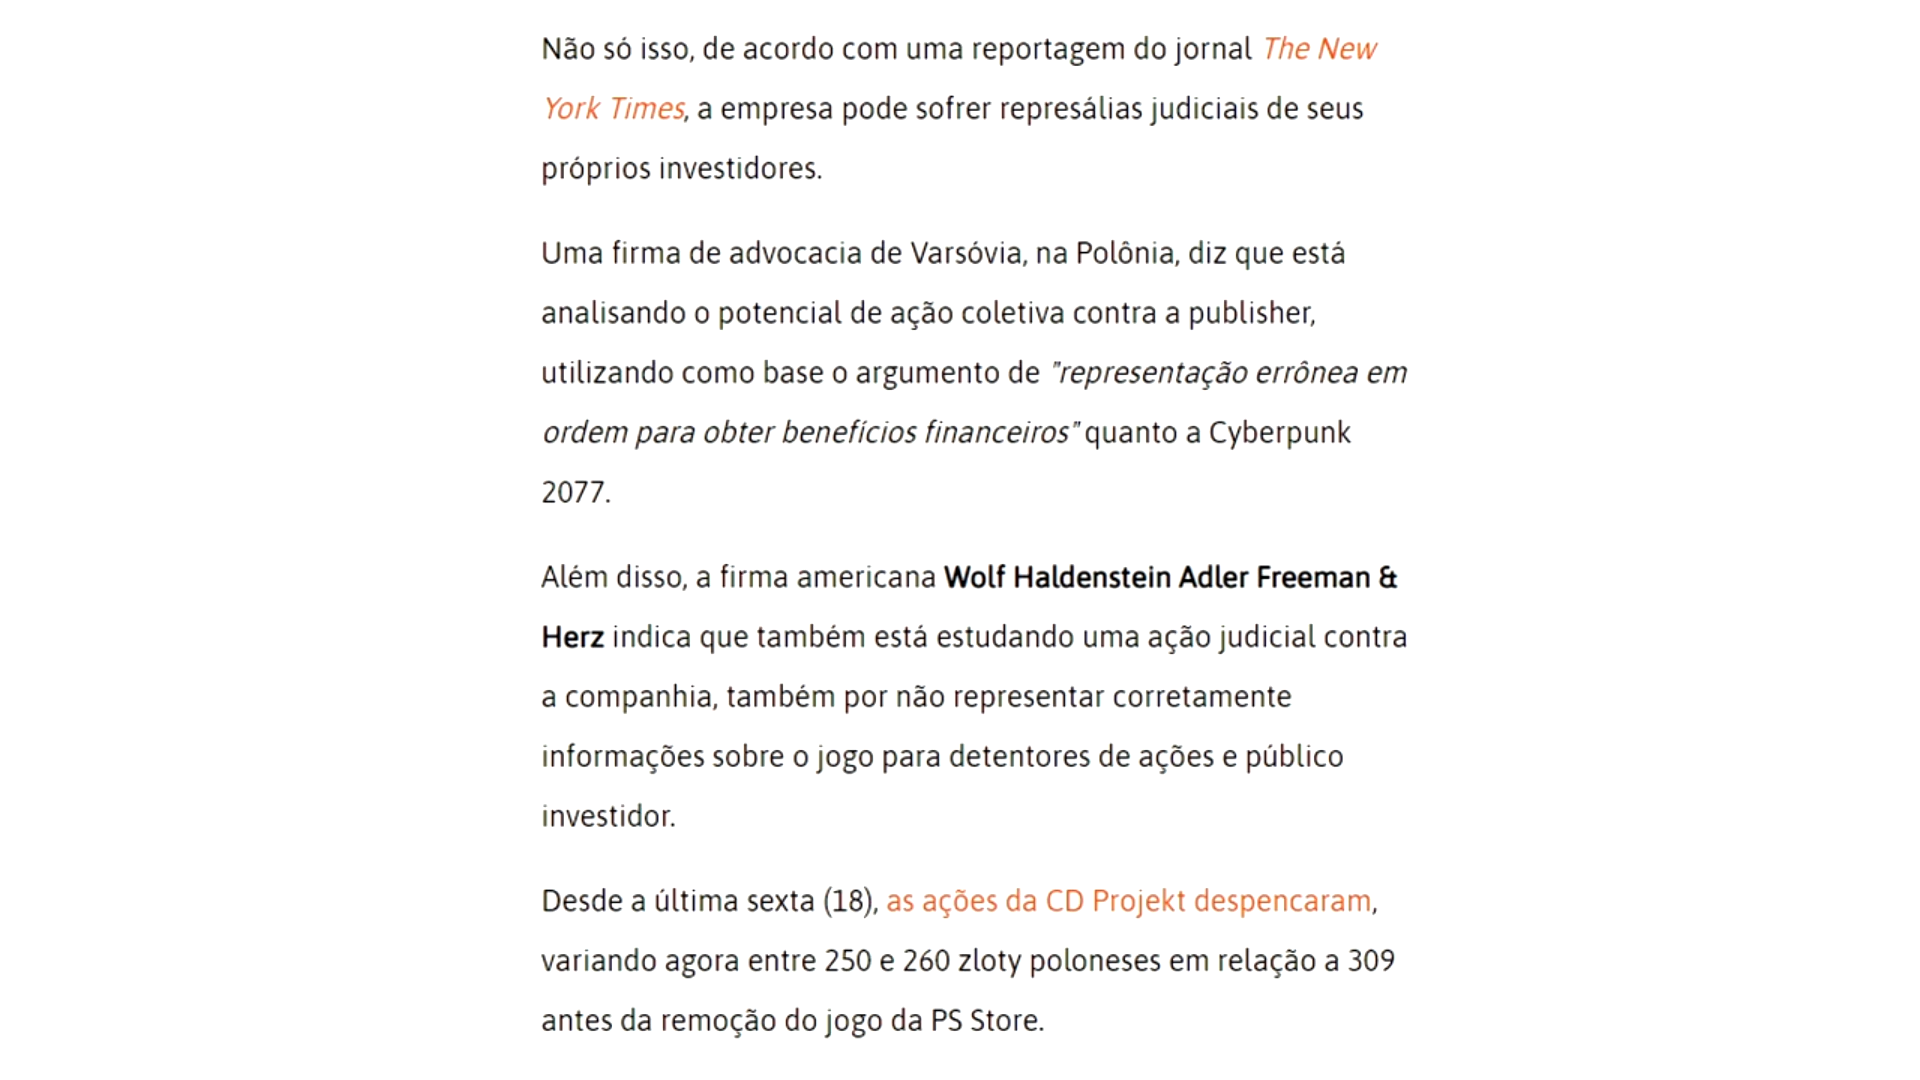 Não só isso, de acordo com uma reportagem do jornal The New
York Times, a empresa pode sofrer represálias judiciais de seus
próprios investidores.
Uma firma de advocacia de Varsóvia, na Polônia, diz que está
analisando o potencial de ação coletiva contra a publisher,
utilizando como base o argumento de "representação errônea em
ordem para obter benefícios financeiros" quanto a Cyberpunk
2077.
Além disso, a firma americana Wolf Haldenstein Adler Freeman &
Herz indica que também está estudando uma ação judicial contra
a companhia, também por não representar corretamente
informações sobre o jogo para detentores de ações e público
investidor.
Desde a última sexta (18), as ações da CD Projekt despencaram,
variando agora entre 250 e 260 zloty poloneses em relação a 309
antes da remoção do jogo da PS Store.